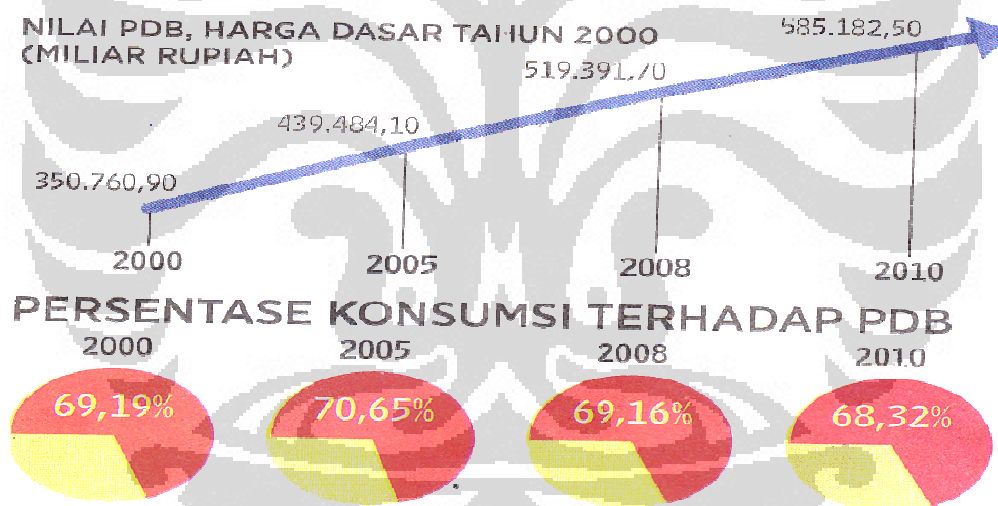 NILAI PDB, HARGA DASAR TAHUN 2000
(MILIAR RUPIAH)
585.182,50
519.391,70
439.484,10
350.760,90
2000 2005 2008 2010
PERSENTASE KONSUMSI TERHADAP PDB
2000 2005 2008 2010
69,19% 70,65% 69,16% 68,32%